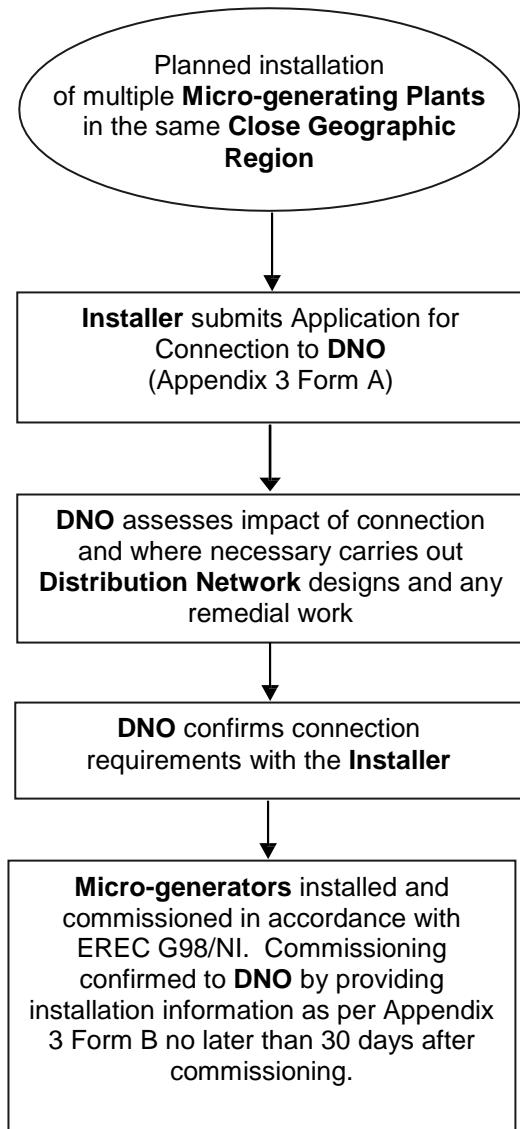 Planned installation
of multiple Micro-generating Plants
in the same Close Geographic
Region
Installer submits Application for
Connection to DNO
(Appendix 3 Form A)
DNO assesses impact of connection
and where necessary carries out
Distribution Network designs and any
remedial work
DNO confirms connection
requirements with the Installer
Micro-generators installed and
commissioned in accordance with
EREC G98/NI. Commissioning
confirmed to DNO by providing
installation information as per Appendix
3 Form B no later than 30 days after
commissioning.